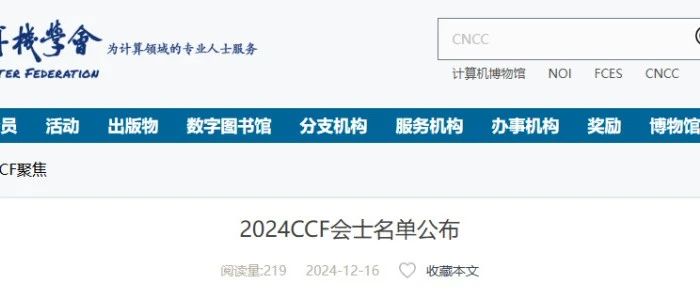 算机学會 为计算领域的专业人士服务
TER FEDERATION
CNCC
计算机博物馆 NOI FCES CNCC
员 活动 出版物 数字图书馆 分支机构 服务机构 办事机构 奖励 博物馆
CF聚焦
2024CCF会士名单公布
阅读量:219 2024-12-16 收藏本文